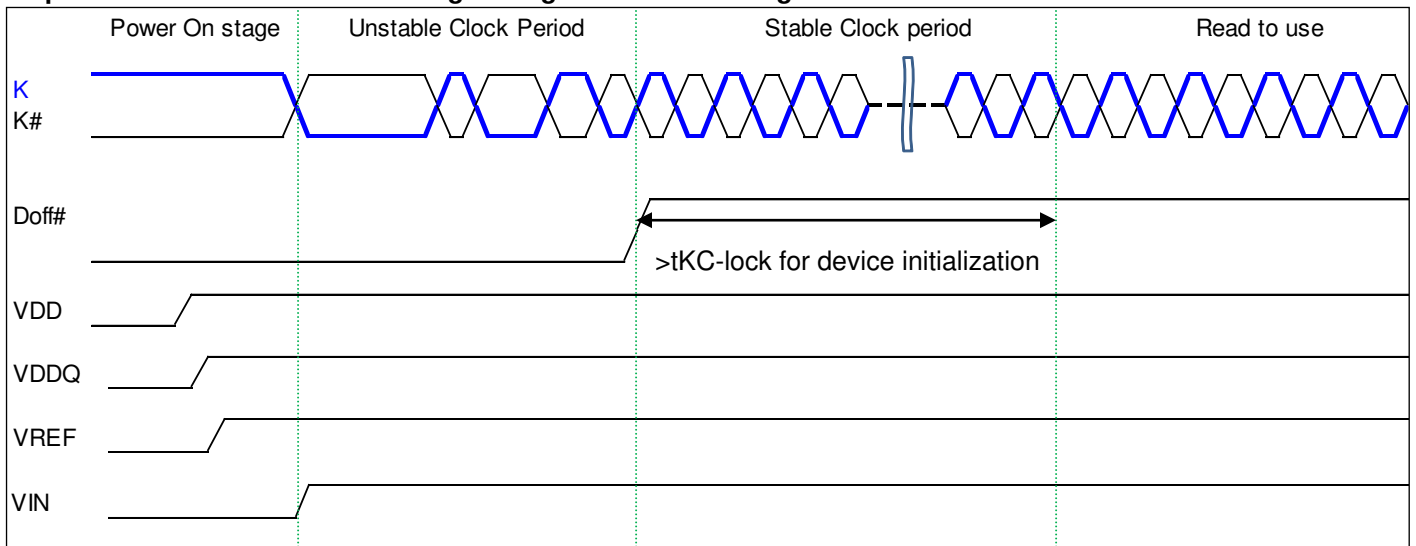 Power On stage
Unstable Clock Period
Stable Clock period
Read to use
K
K#
Doff#
>tKC-lock for device initialization
VDD
VDDQ
VREF
VIN